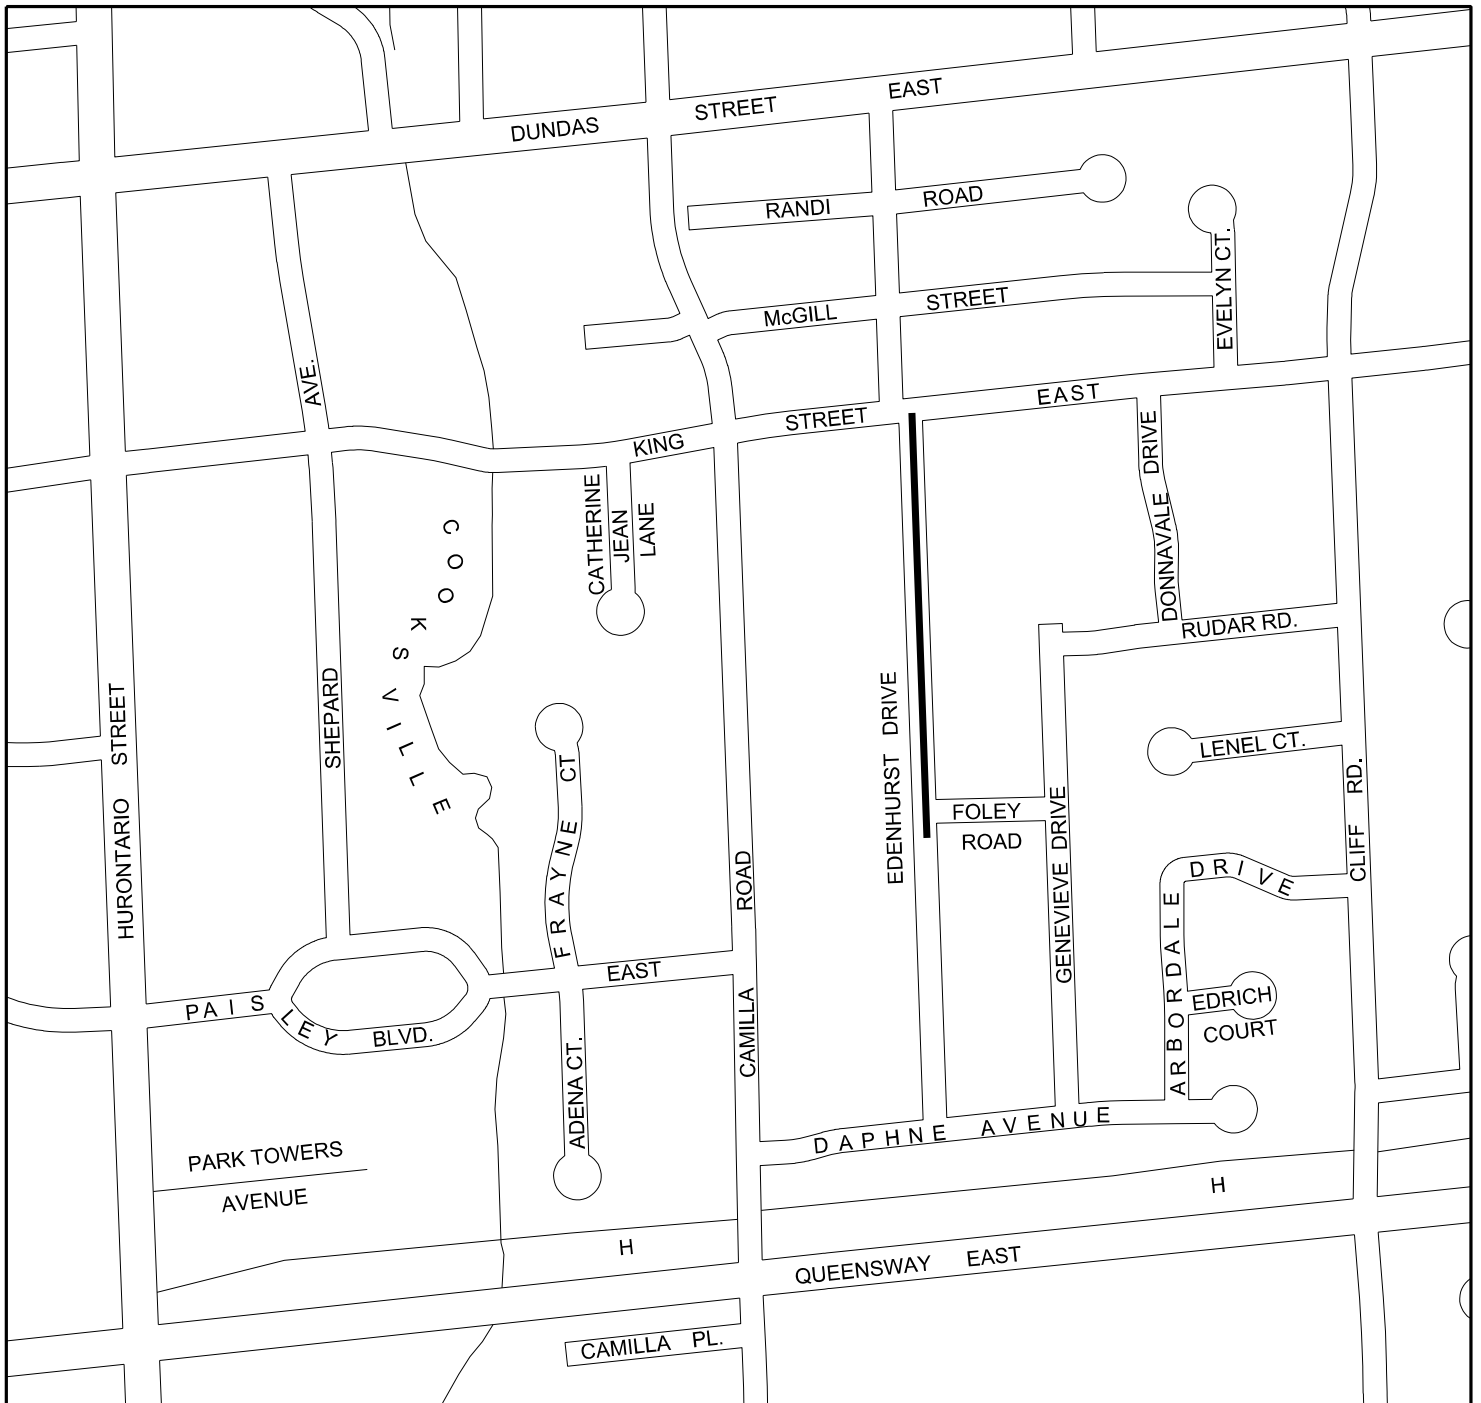 DUNDAS STREET EAST
RANDI ROAD
EVELYN CT.
McGILL STREET
AVE.
KING STREET EAST
CATHERINE
JEAN
LANE
DONNAVALE DRIVE
RUDAR RD.
COOKSVILLE
HURONTARIO STREET
SHEPARD
FRAYNE CT
EDENHURST DRIVE
LENEL CT.
FOLEY
ROAD
GENEVIEVE DRIVE
CLIFF RD.
CAMILLA ROAD
ARBORDALE DRIVE
EDRICH
COURT
PAISLEY BLVD. EAST
ADENA CT.
DAPHNE AVENUE
PARK TOWERS
AVENUE
H
H
QUEENSWAY EAST
CAMILLA PL.